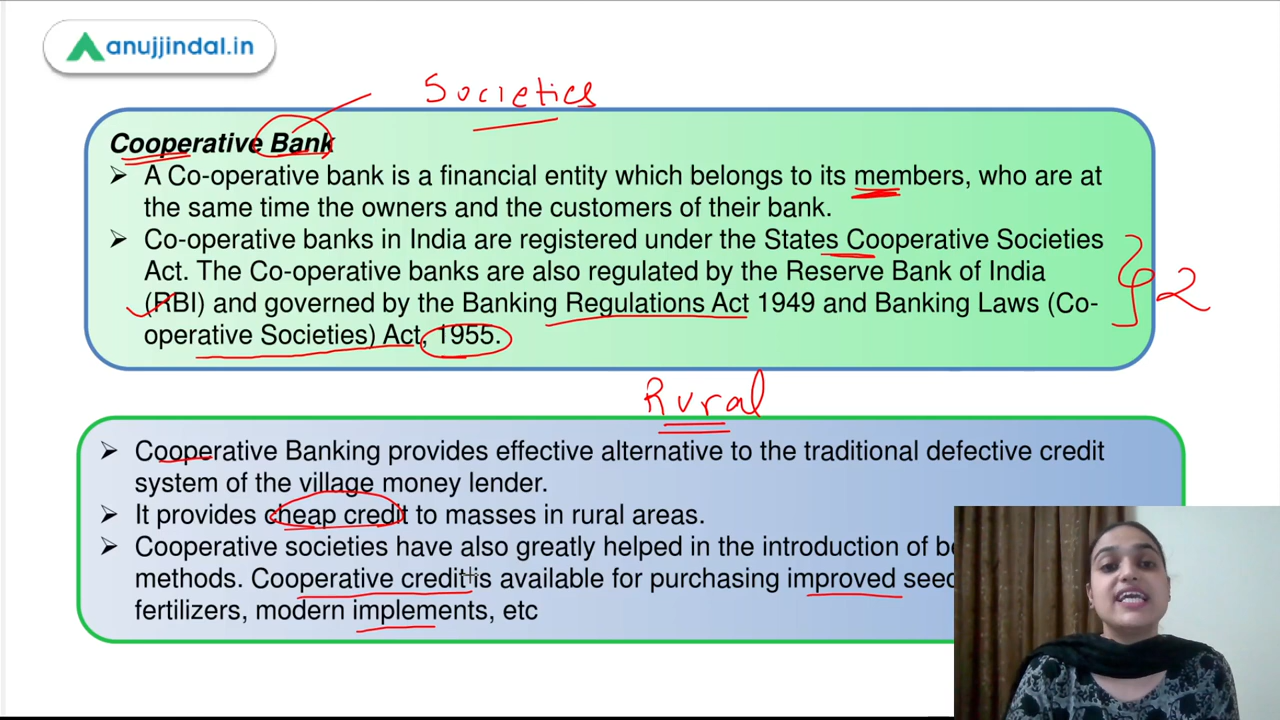 anujjindal.in
Societies
Cooperative Bank
➢ A Co-operative bank is a financial entity which belongs to its members, who are at
the same time the owners and the customers of their bank.
➢ Co-operative banks in India are registered under the States Cooperative Societies
Act. The Co-operative banks are also regulated by the Reserve Bank of India
(RBI) and governed by the Banking Regulations Act 1949 and Banking Laws (Co-
operative Societies) Act, 1955.
2
Rural
➢ Cooperative Banking provides effective alternative to the traditional defective credit
system of the village money lender.
➢ It provides cheap credit to masses in rural areas.
➢ Cooperative societies have also greatly helped in the introduction of
methods. Cooperative credit is available for purchasing improved
fertilizers, modern implements, etc